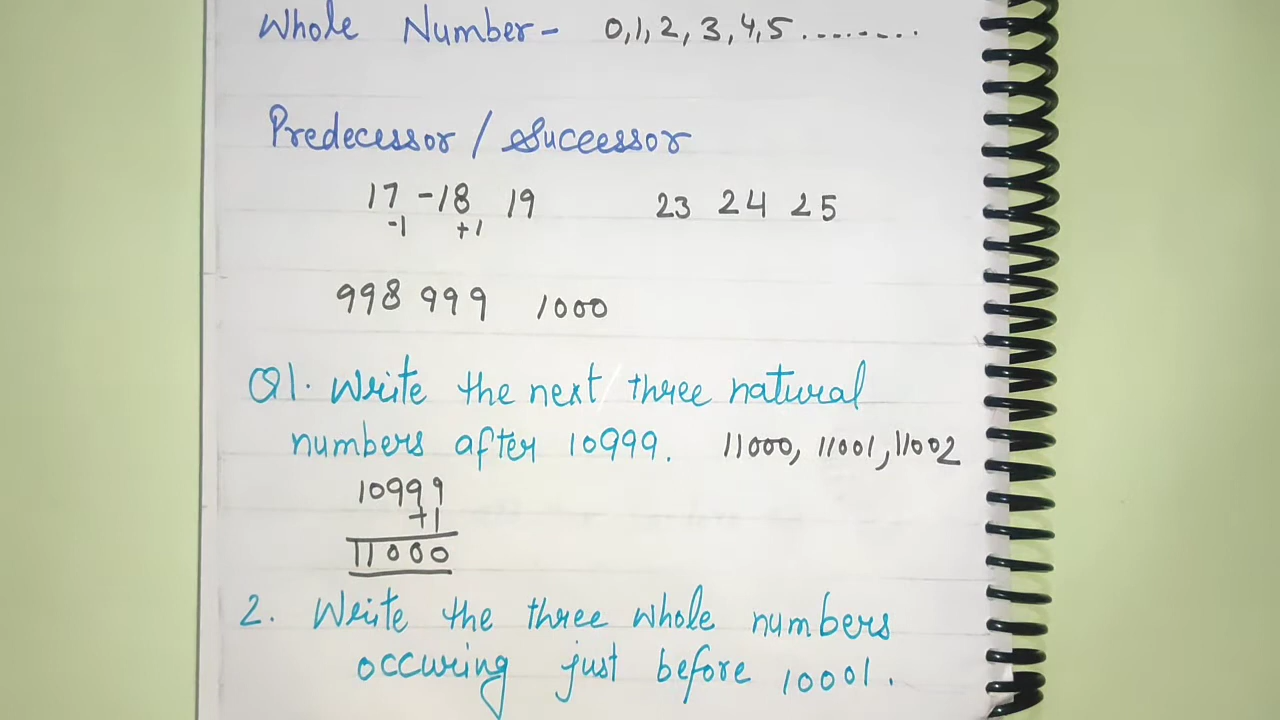 Whole Number - 0,1,2,3,4,5........
Predecessor / Successor
17 -18 19 23 24 25
-1 +1
998 999 1000
Q1. Write the next three natural
numbers after 10999. 11000, 11001, 11002
10999
+1
11000
2. Write the three whole numbers
occuring just before 10001.